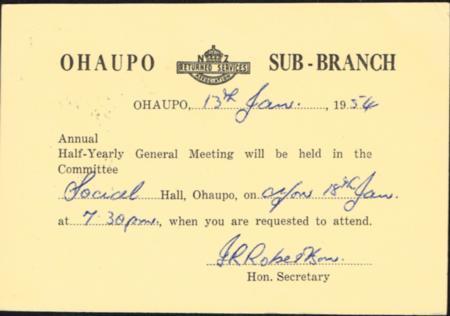 OHAUPO SUB-BRANCH
N Z
RETURNED SERVICES
ASSOCIATION
OHAUPO, 13th Jan. , 1954
Annual
Half-Yearly General Meeting will be held in the
Committee
Social Hall, Ohaupo, on Mon 18th Jan.
at 7.30pm., when you are requested to attend.
J R Robertson.
Hon. Secretary